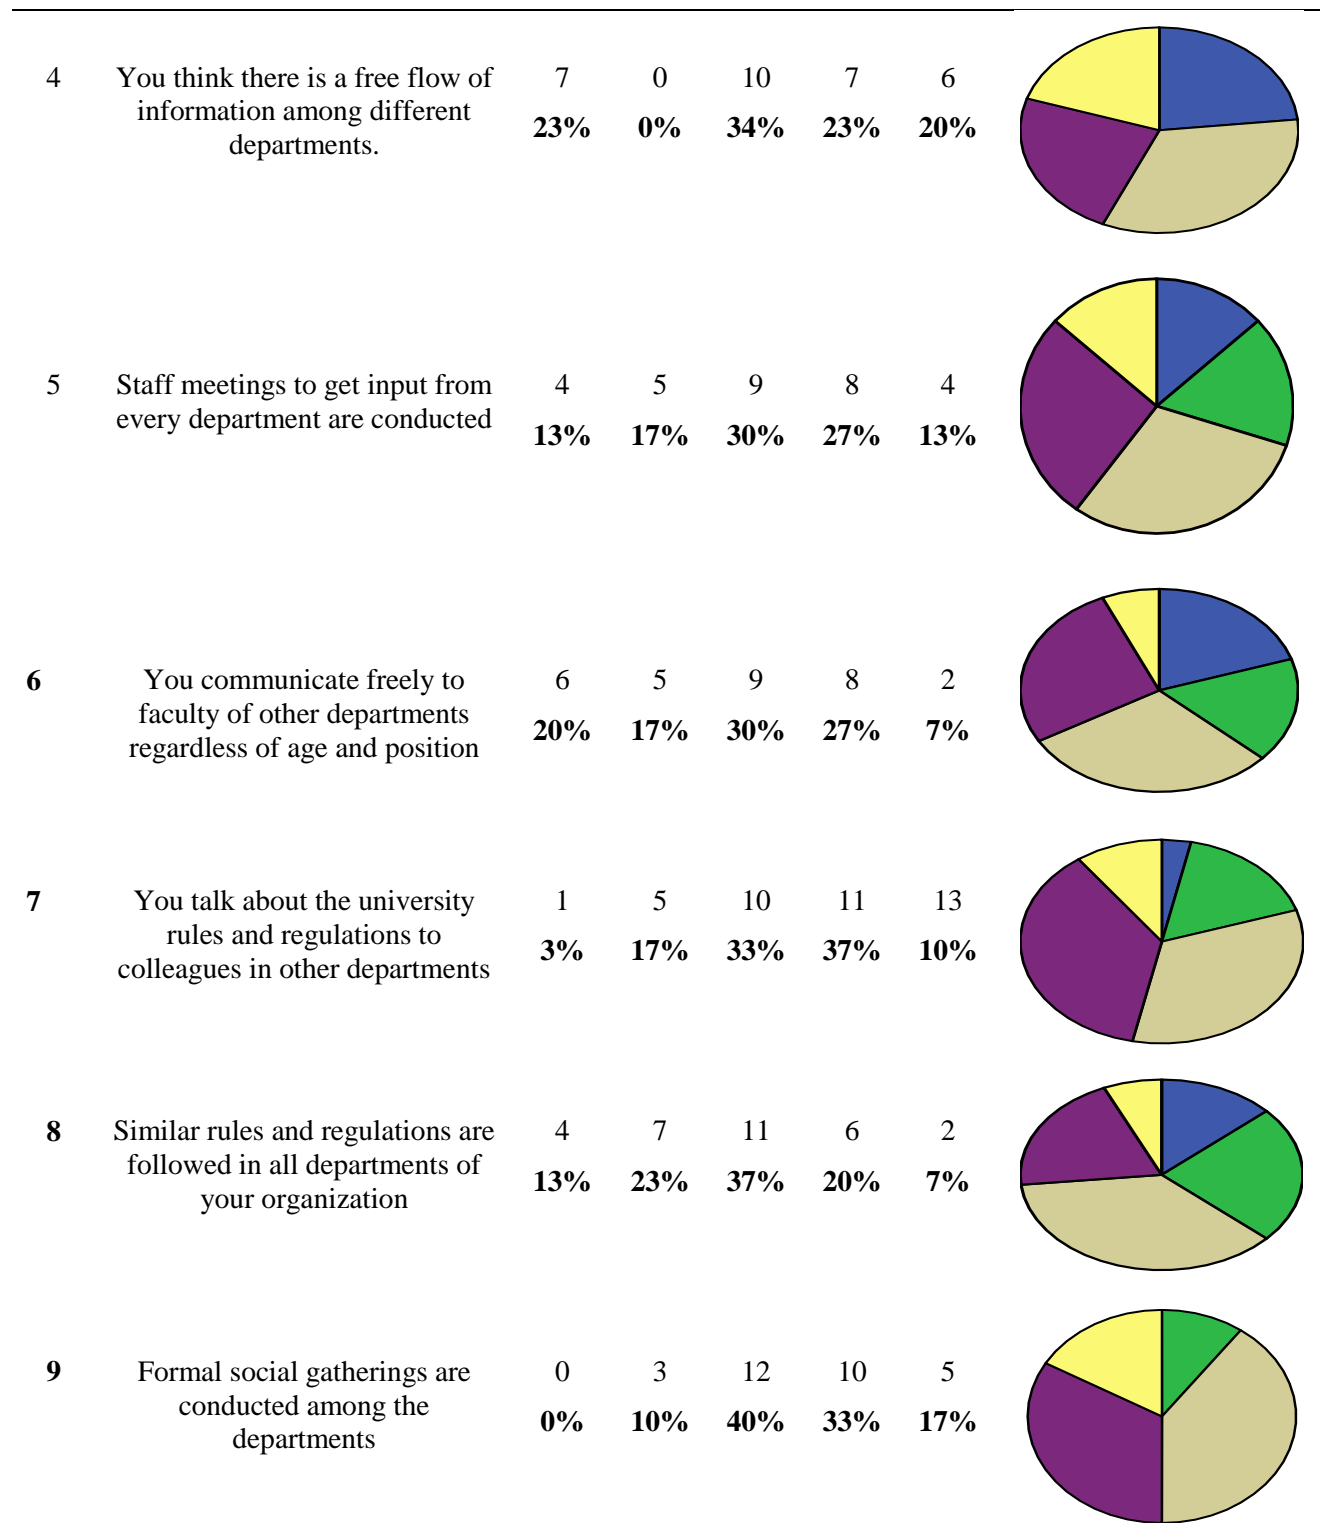 4 You think there is a free flow of 7 0 10 7 6
information among different
23% 0% 34% 23% 20%
departments.
5 Staff meetings to get input from 4 5 9 8 4
every department are conducted
13% 17% 30% 27% 13%
6 You communicate freely to 6 5 9 8 2
faculty of other departments
20% 17% 30% 27% 7%
regardless of age and position
7 You talk about the university 1 5 10 11 13
rules and regulations to
3% 17% 33% 37% 10%
colleagues in other departments
8 Similar rules and regulations are 4 7 11 6 2
followed in all departments of
13% 23% 37% 20% 7%
your organization
9 Formal social gatherings are 0 3 12 10 5
conducted among the
0% 10% 40% 33% 17%
departments